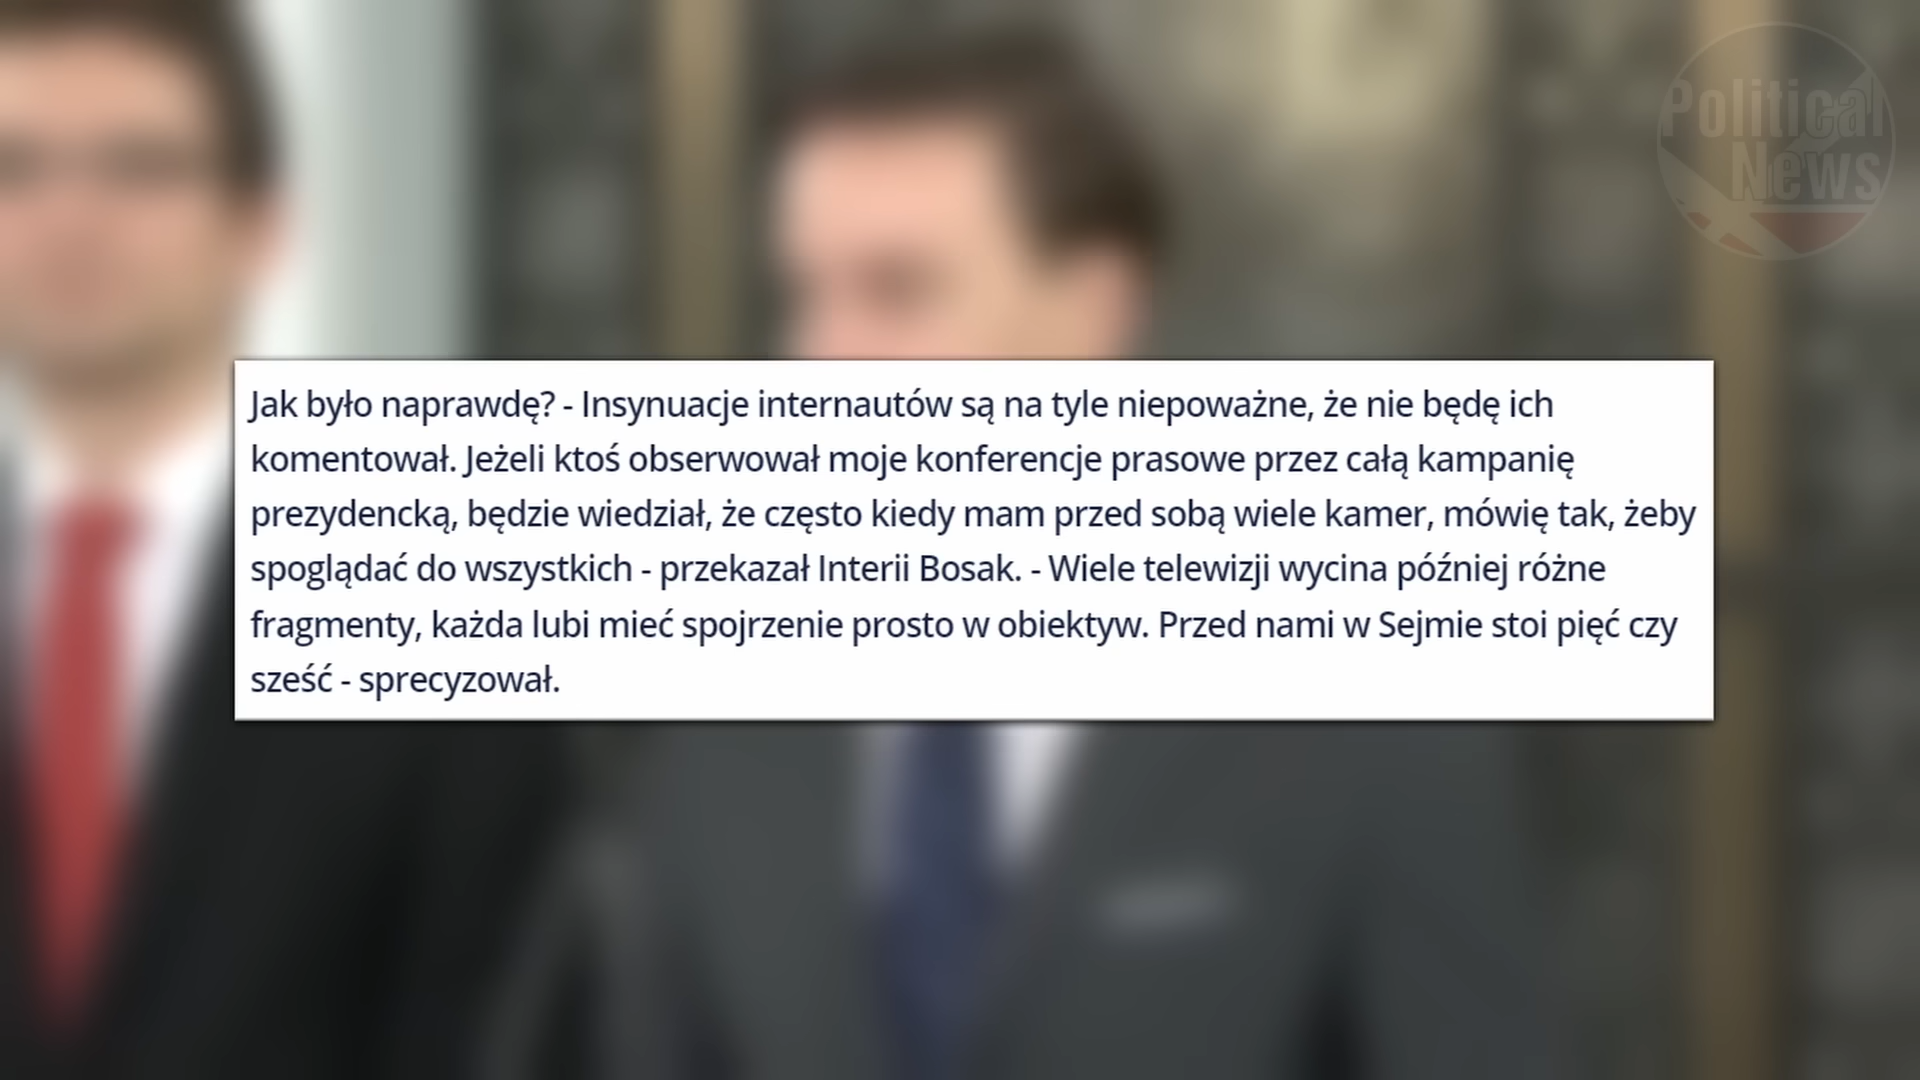 Political
News
Jak było naprawdę? - Insynuacje internautów są na tyle niepoważne, że nie będę ich
komentował. Jeżeli ktoś obserwował moje konferencje prasowe przez całą kampanię
prezydencką, będzie wiedział, że często kiedy mam przed sobą wiele kamer, mówię tak, żeby
spoglądać do wszystkich - przekazał Interii Bosak. - Wiele telewizji wycina później różne
fragmenty, każda lubi mieć spojrzenie prosto w obiektyw. Przed nami w Sejmie stoi pięć czy
sześć - sprecyzował.